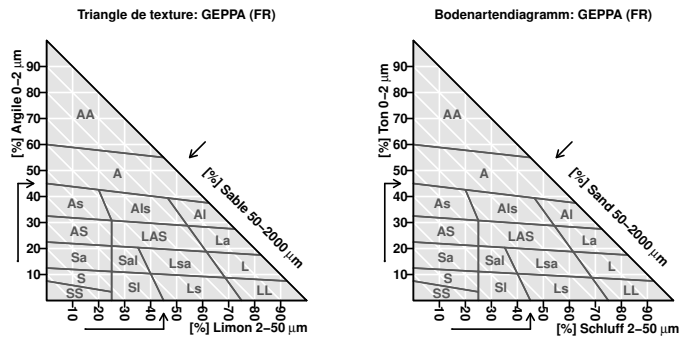 Triangle de texture: GEPPA (FR)
90
80
70
60
50
40
30
20
10
[%] Argile 0−2 µm
AA
A
As
Als
Al
AS
LAS
La
Sa
Sal
Lsa
L
S
SS
Sl
Ls
LL
[%] Sable 50−2000 µm
10
20
30
40
50
60
70
80
90
[%] Limon 2−50 µm
Bodenartendiagramm: GEPPA (FR)
90
80
70
60
50
40
30
20
10
[%] Ton 0−2 µm
AA
A
As
Als
Al
AS
LAS
La
Sa
Sal
Lsa
L
S
SS
Sl
Ls
LL
[%] Sand 50−2000 µm
10
20
30
40
50
60
70
80
90
[%] Schluff 2−50 µm